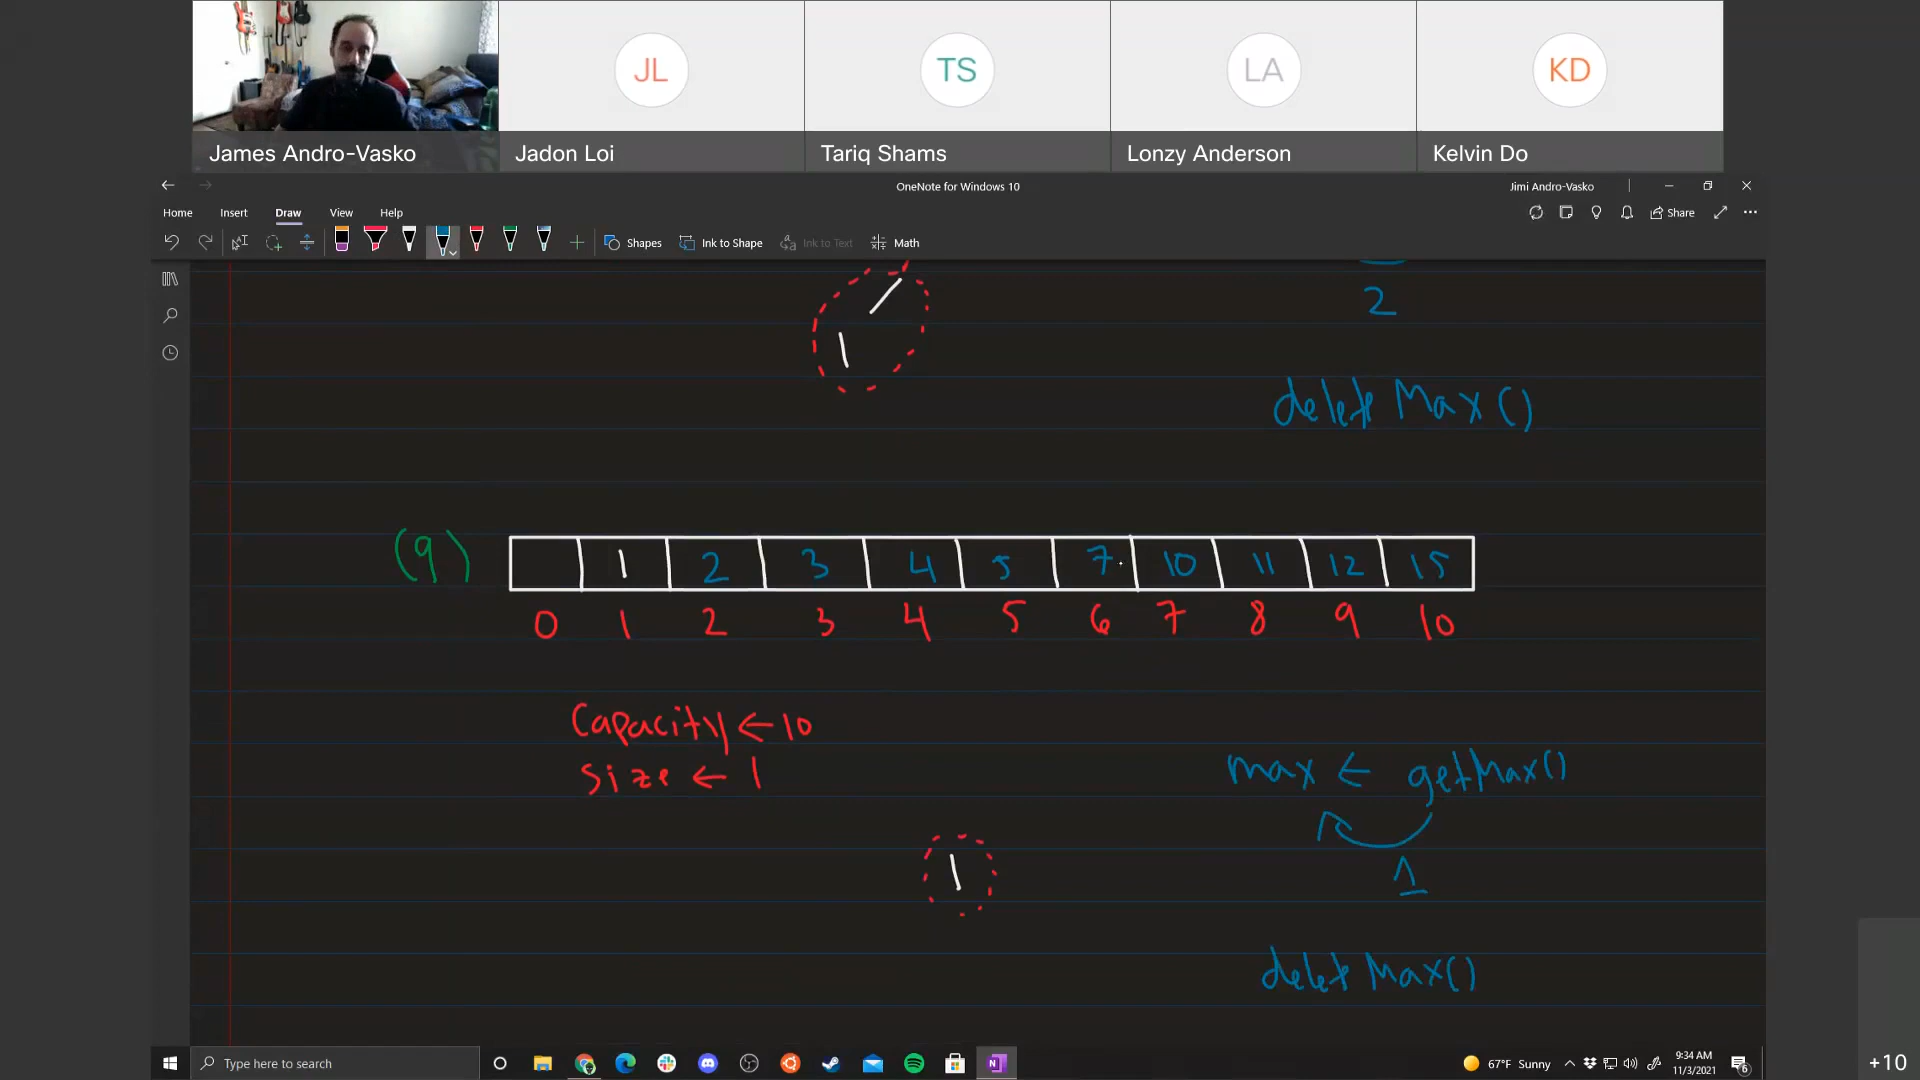 JL
TS
LA
KD
James Andro-Vasko
Jadon Loi
Tariq Shams
Lonzy Anderson
Kelvin Do
OneNote for Windows 10
Jimi Andro-Vasko
Home Insert Draw View Help
Share
Shapes
Ink to Shape
Ink to Text
Math
2
delete Max()
(9)
1 2 3 4 5 7 10 11 12 15
0 1 2 3 4 5 6 7 8 9 10
Capacity ← 10
Size ← 1
max ← getMax()
1
1
delete Max()
Type here to search
67°F Sunny
9:34 AM
11/3/2021
6
+10